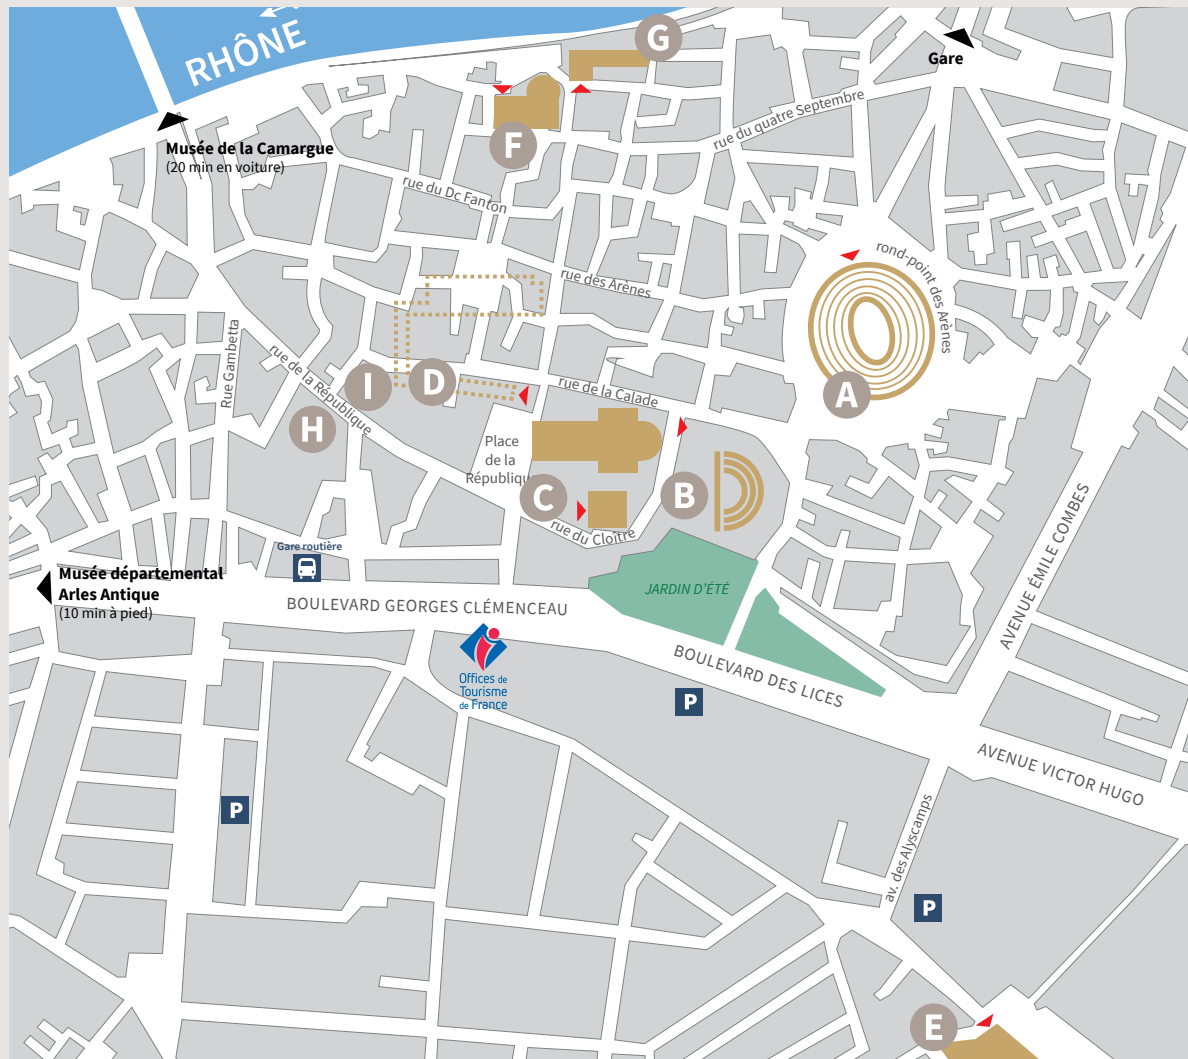 RHÔNE
G
Gare
rue du quatre Septembre
Musée de la Camargue
(20 min en voiture)
F
rue du Dc Fanton
rond-point des Arènes
rue des Arènes
Rue Gambetta
rue de la République
I
D
rue de la Calade
A
H
Place
de la
République
C
B
rue du Cloître
Gare routière
Musée départemental
Arles Antique
(10 min à pied)
JARDIN D'ÉTÉ
BOULEVARD GEORGES CLÉMENCEAU
AVENUE ÉMILE COMBES
Offices de
Tourisme
de France
BOULEVARD DES LICES
P
AVENUE VICTOR HUGO
P
av. des Alyscamps
P
E